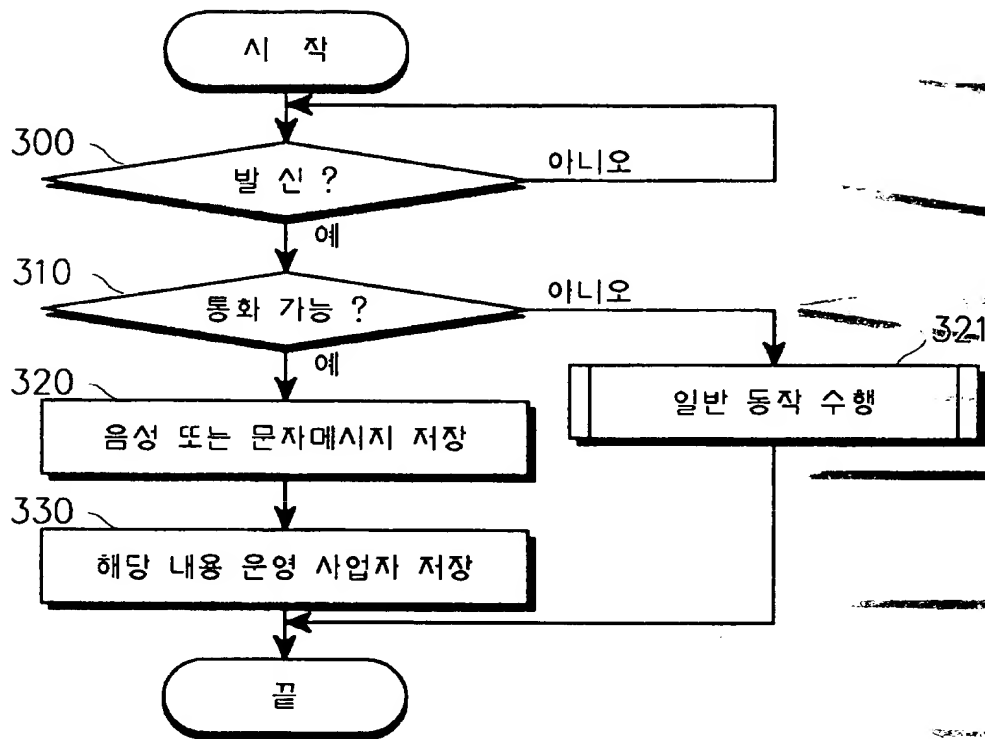 시 작
300
발 신 ?
아니오
예
310
통화 가능 ?
아니오
예
321
일반 동작 수행
320
음성 또는 문자메시지 저장
330
해당 내용 운영 사업자 저장
끝